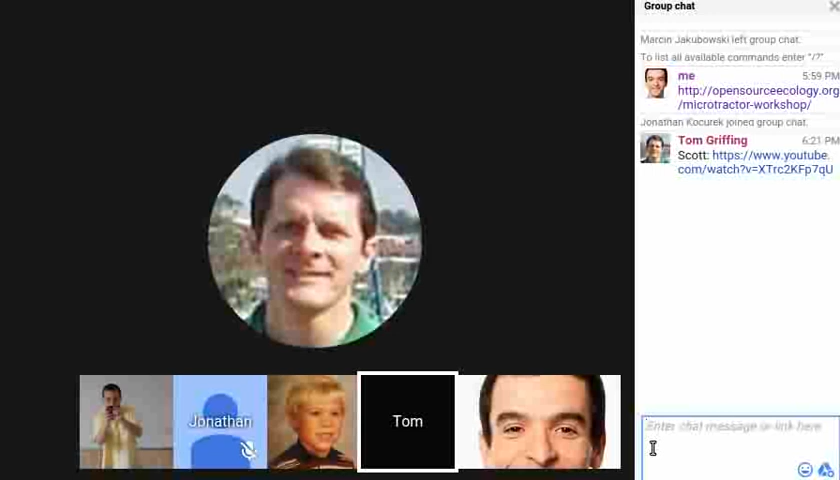 Group chat
Marcin Jakubowski left group chat.
To list all available commands enter "/?"
me
5:59 PM
http://opensourceecology.org
/microtractor-workshop/
Jonathan Kocurek joined group chat.
Tom Griffing
6:21 PM
Scott: https://www.youtube.
com/watch?v=XTrc2KFp7qU
Jonathan
Tom
Enter chat message or link here